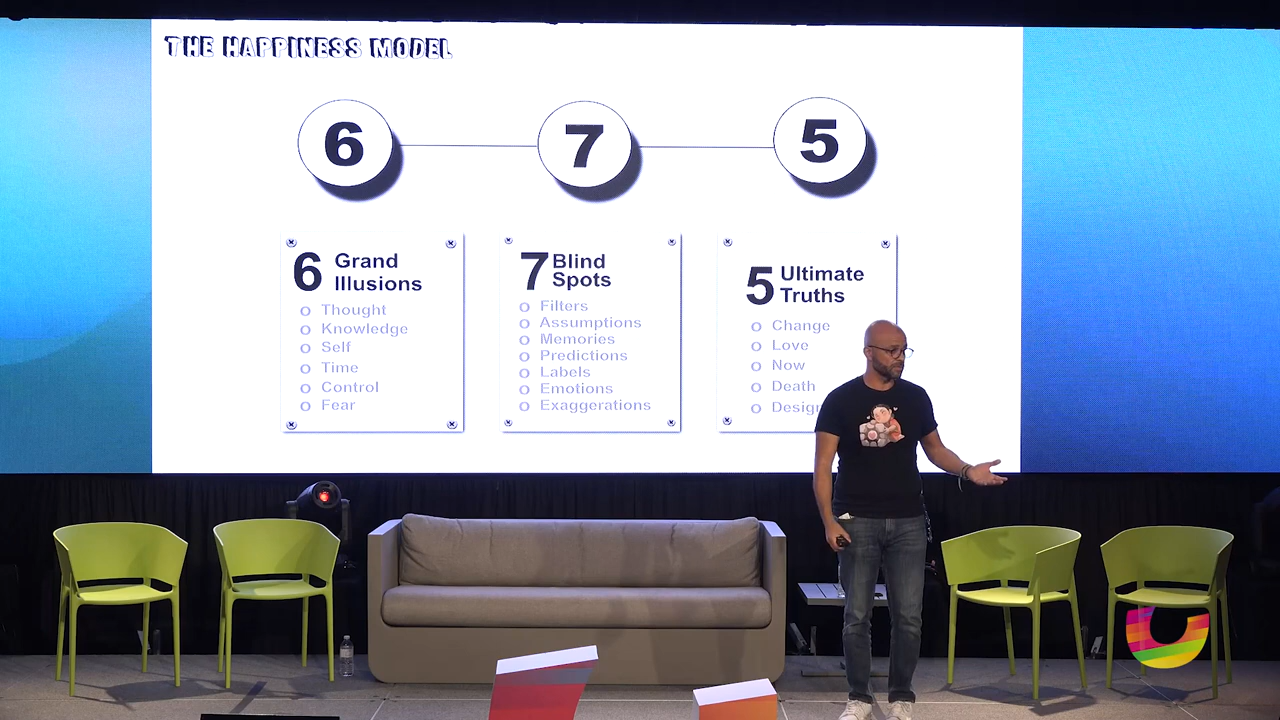 THE HAPPINESS MODEL
6
7
5
6 Grand
Illusions
o Thought
o Knowledge
o Self
o Time
o Control
o Fear
7 Blind
Spots
o Filters
o Assumptions
o Memories
o Predictions
o Labels
o Emotions
o Exaggerations
5 Ultimate
Truths
o Change
o Love
o Now
o Death
o Design